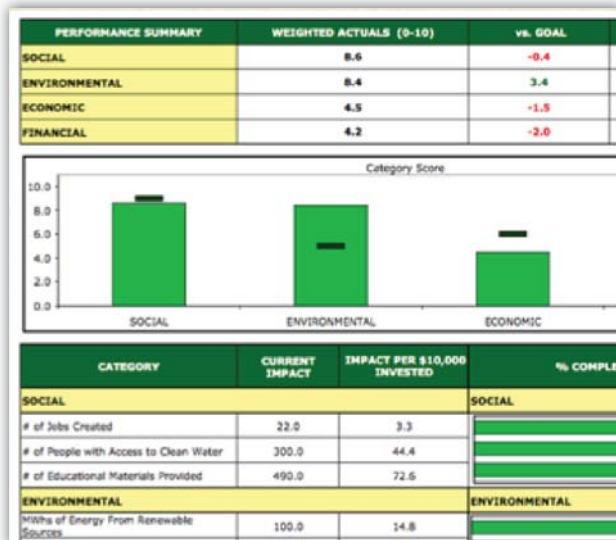 PERFORMANCE SUMMARY WEIGHTED ACTUALS (0-10) vs. GOAL
SOCIAL 8.6 -0.4
ENVIRONMENTAL 8.4 3.4
ECONOMIC 4.5 -1.5
FINANCIAL 4.2 -2.0
Category Score
10.0
8.0
6.0
4.0
2.0
0.0
SOCIAL ENVIRONMENTAL ECONOMIC
CATEGORY CURRENT IMPACT IMPACT PER $10,000 INVESTED % COMPLE
SOCIAL SOCIAL
# of Jobs Created 22.0 3.3
# of People with Access to Clean Water 300.0 44.4
# of Educational Materials Provided 490.0 72.6
ENVIRONMENTAL ENVIRONMENTAL
MWhs of Energy From Renewable
Sources 100.0 14.8